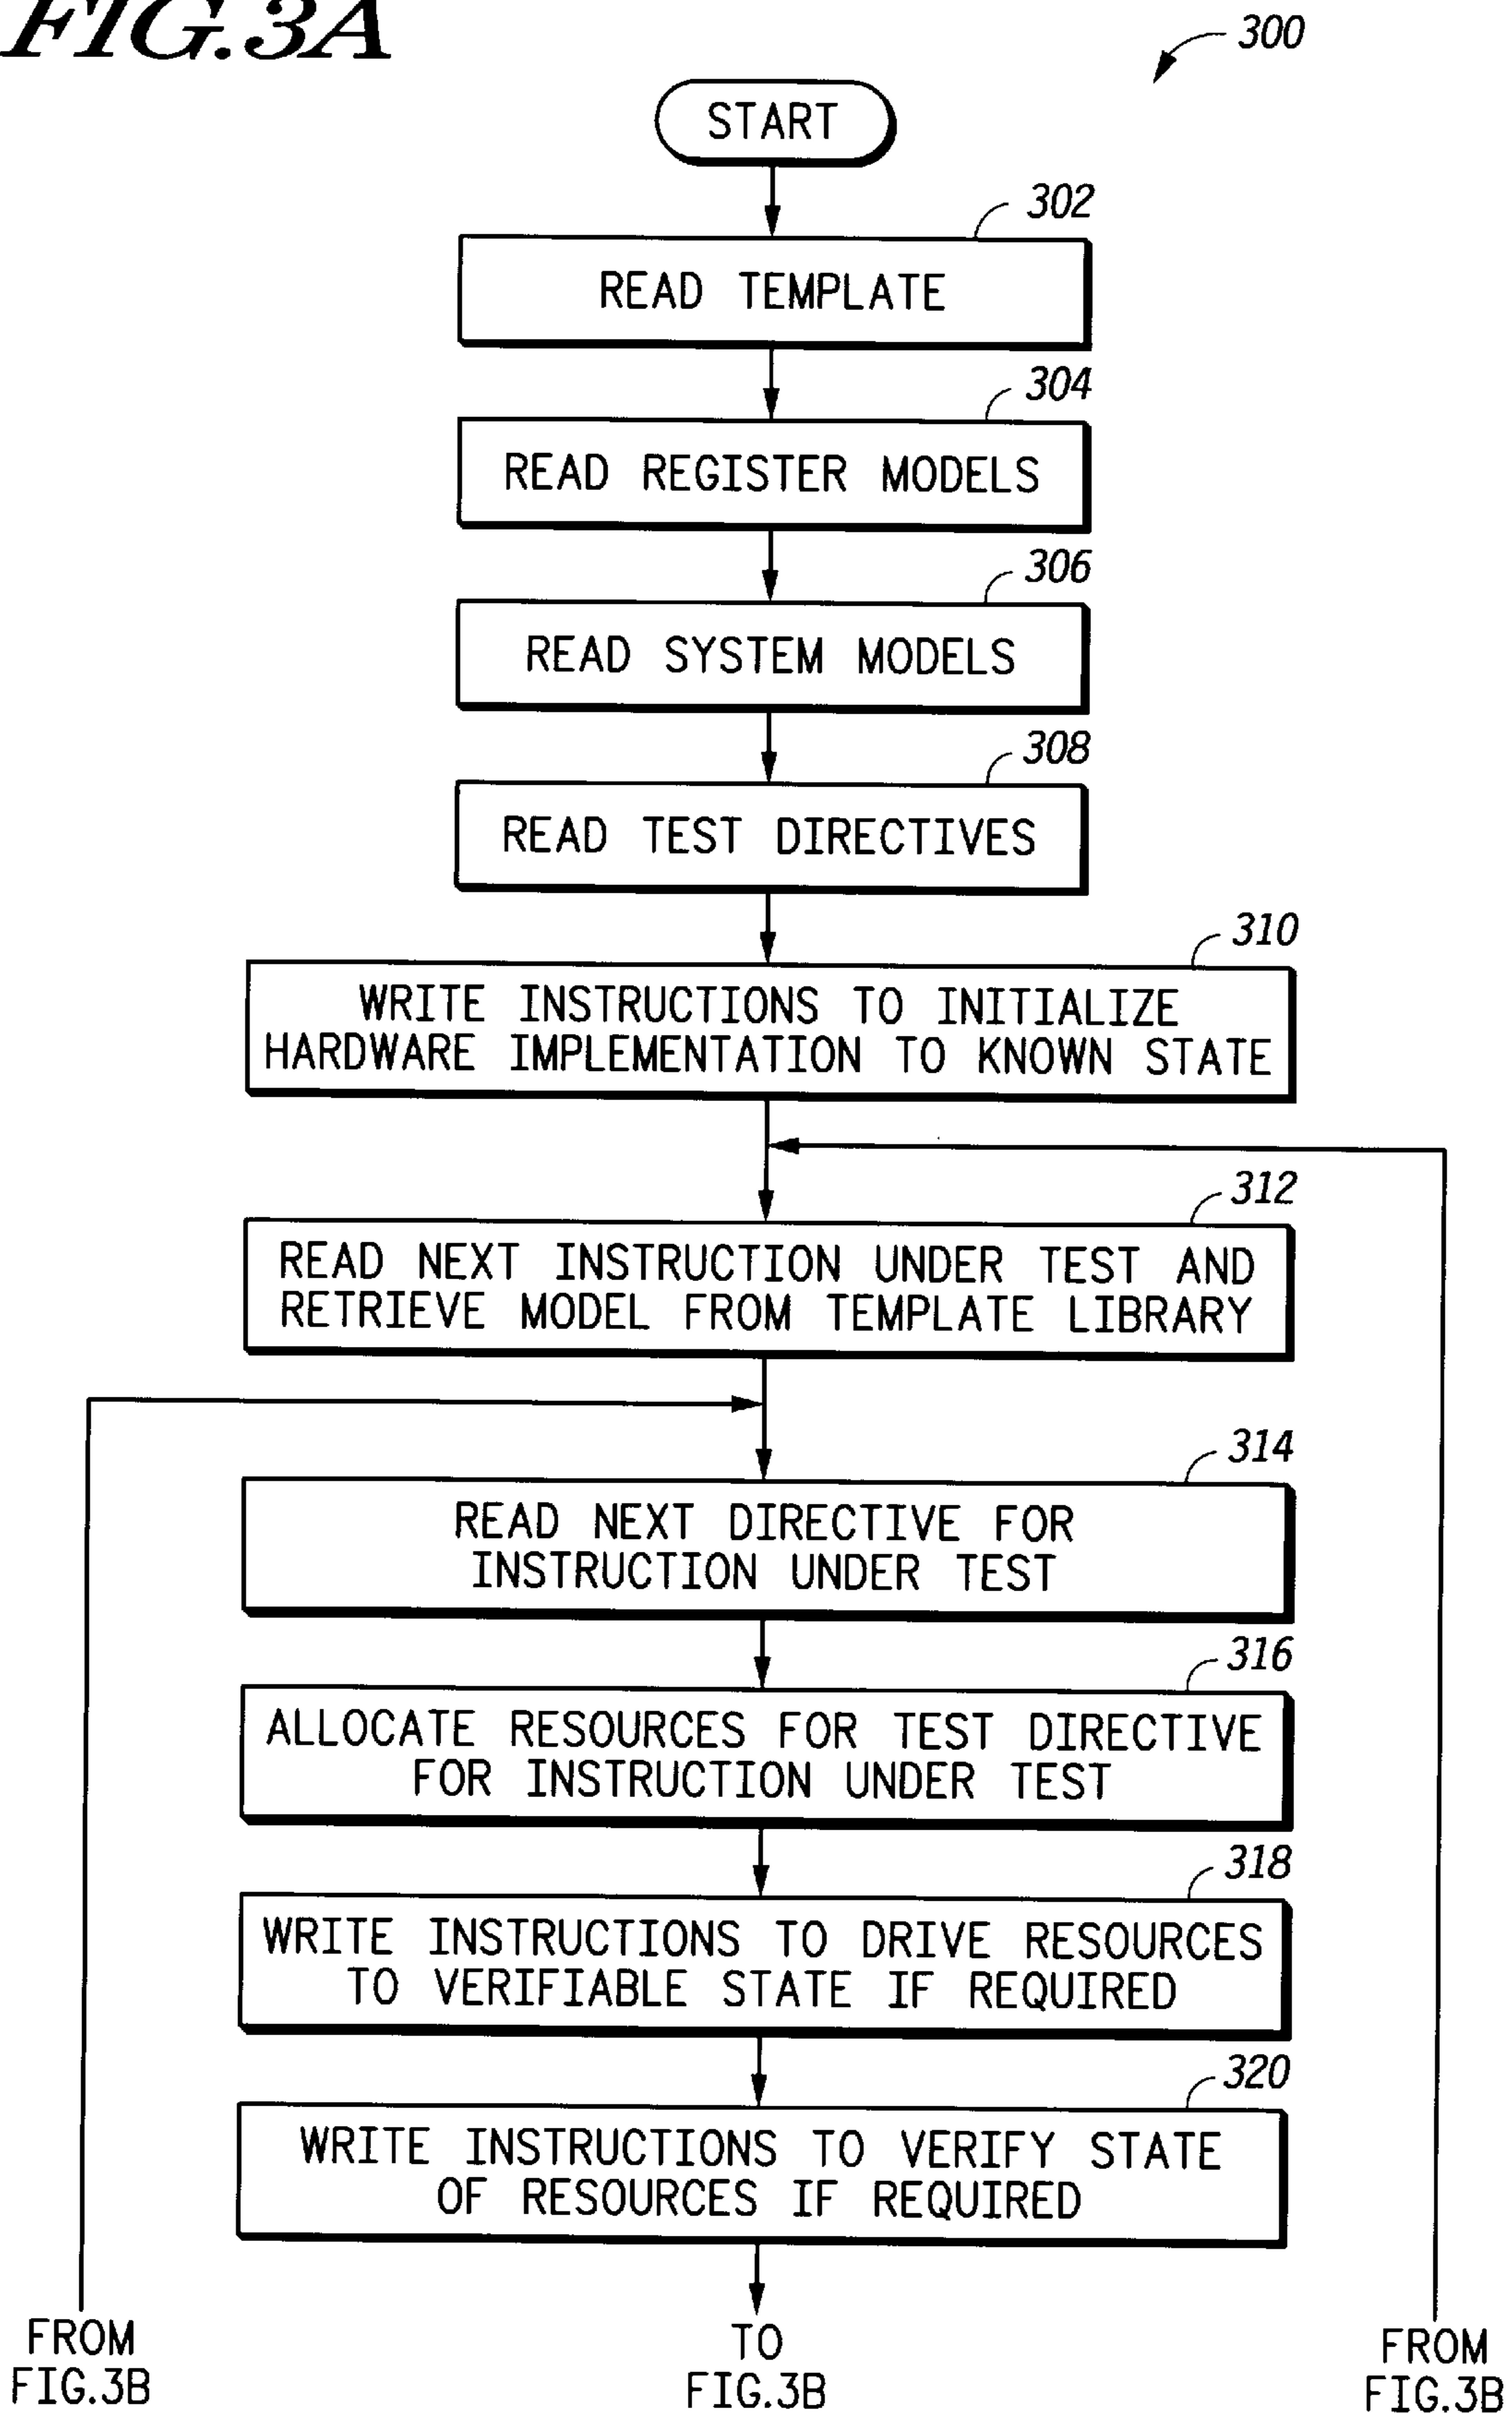 FIG.3A
300
START
302
READ TEMPLATE
304
READ REGISTER MODELS
306
READ SYSTEM MODELS
308
READ TEST DIRECTIVES
310
WRITE INSTRUCTIONS TO INITIALIZE
HARDWARE IMPLEMENTATION TO KNOWN STATE
312
READ NEXT INSTRUCTION UNDER TEST AND
RETRIEVE MODEL FROM TEMPLATE LIBRARY
314
READ NEXT DIRECTIVE FOR
INSTRUCTION UNDER TEST
316
ALLOCATE RESOURCES FOR TEST DIRECTIVE
FOR INSTRUCTION UNDER TEST
318
WRITE INSTRUCTIONS TO DRIVE RESOURCES
TO VERIFIABLE STATE IF REQUIRED
320
WRITE INSTRUCTIONS TO VERIFY STATE
OF RESOURCES IF REQUIRED
FROM
FIG.3B
TO
FIG.3B
FROM
FIG.3B